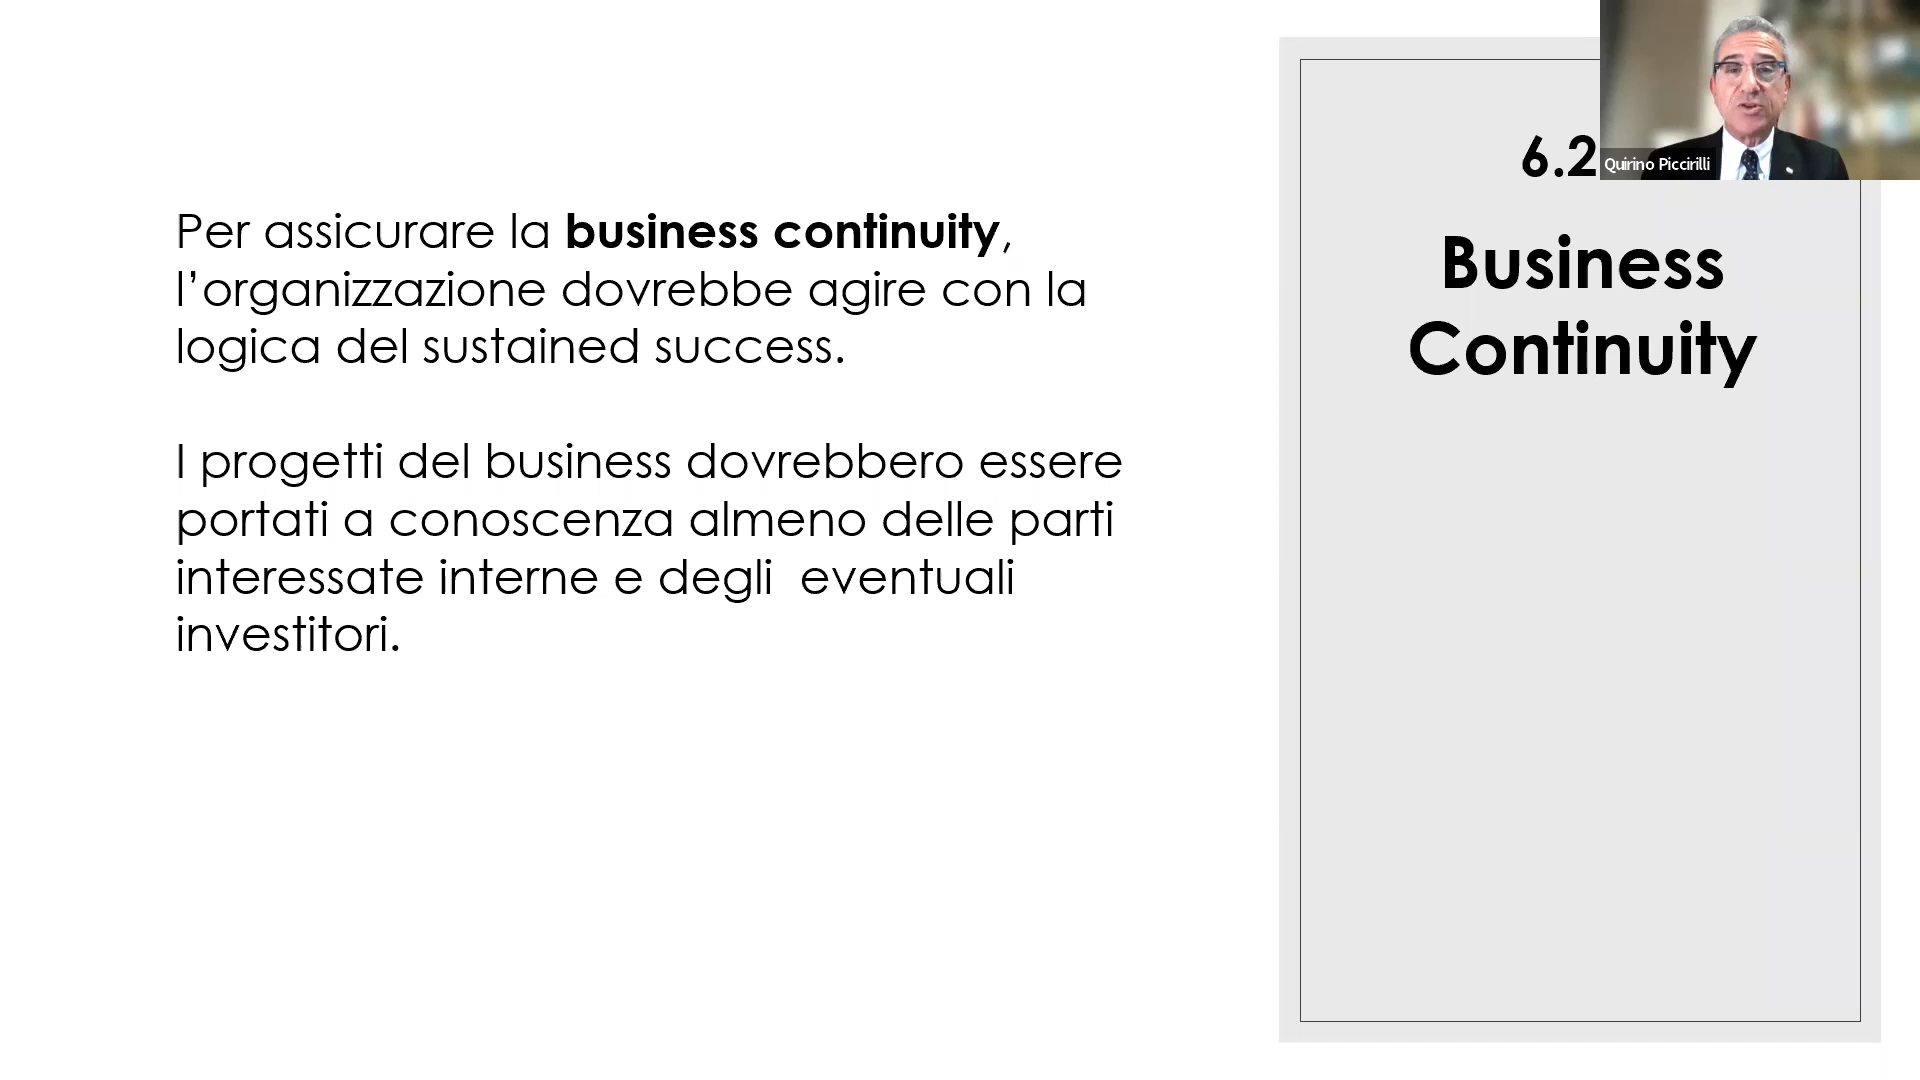 Per assicurare la business continuity,
l’organizzazione dovrebbe agire con la
logica del sustained success.
I progetti del business dovrebbero essere
portati a conoscenza almeno delle parti
interessate interne e degli  eventuali
investitori.
6.2
Business
Continuity
Quirino Piccirilli